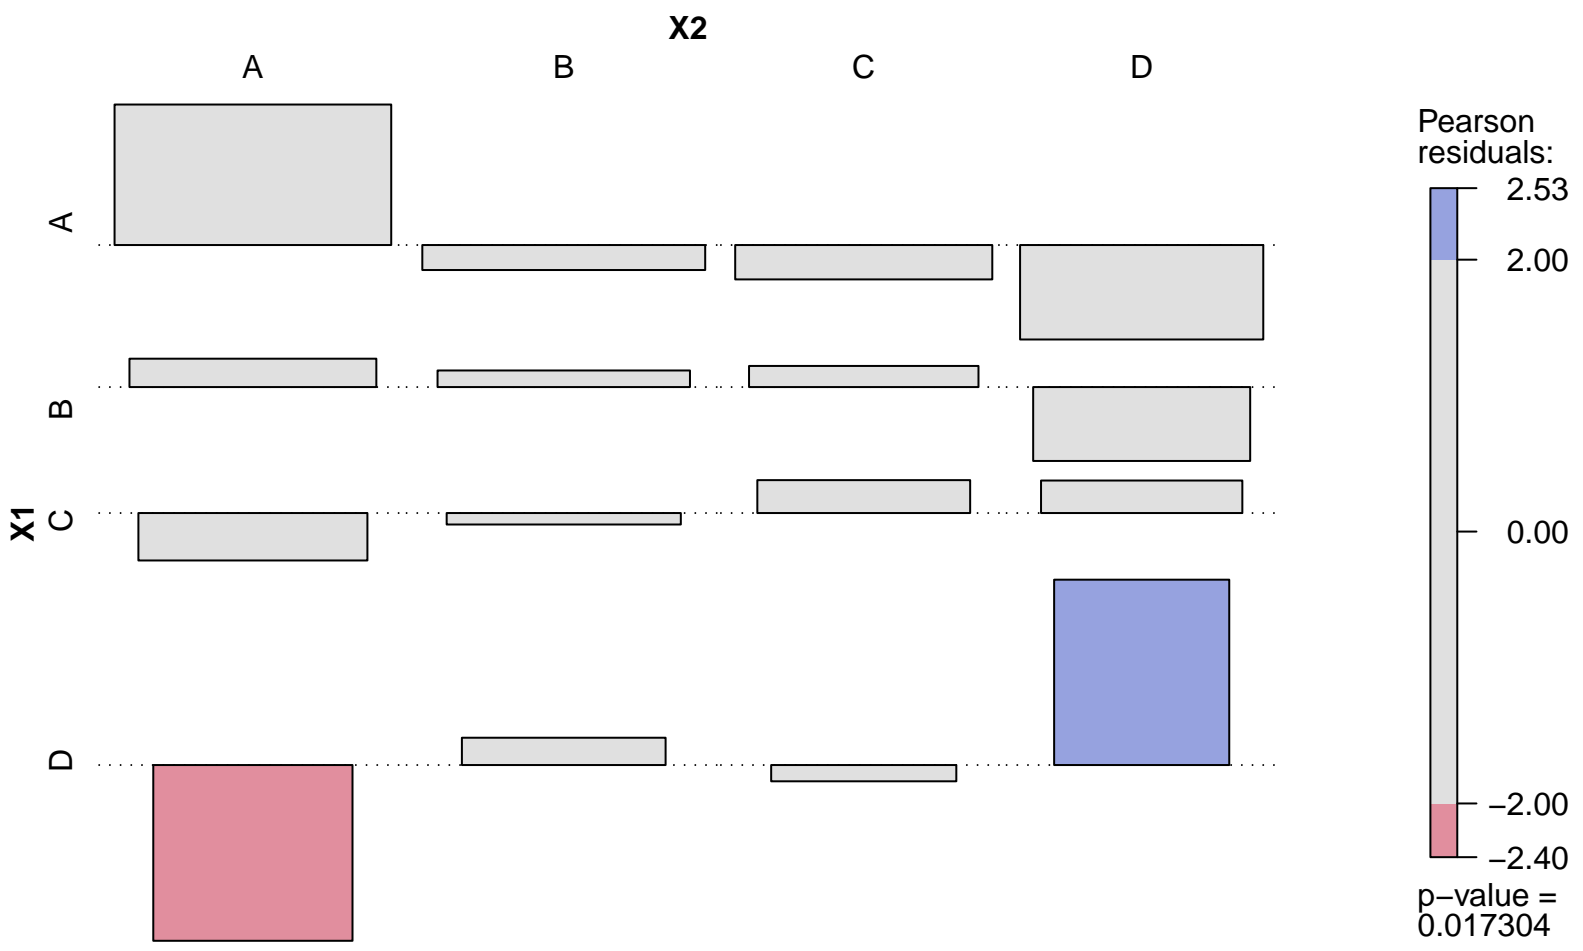 X2
A B C D
X1
A
B
C
D
Pearson
residuals:
2.53
2.00
0.00
−2.00
−2.40
p−value =
0.017304